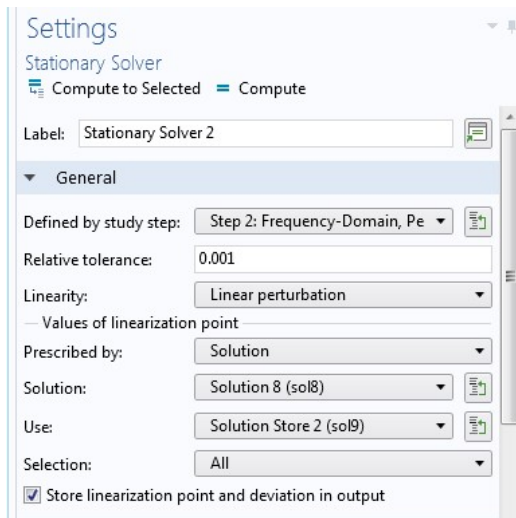 Settings
Stationary Solver
Compute to Selected = Compute
Label: Stationary Solver 2
General
Defined by study step: Step 2: Frequency-Domain, Pe
Relative tolerance: 0.001
Linearity: Linear perturbation
Values of linearization point
Prescribed by: Solution
Solution: Solution 8 (sol8)
Use: Solution Store 2 (sol9)
Selection: All
Store linearization point and deviation in output